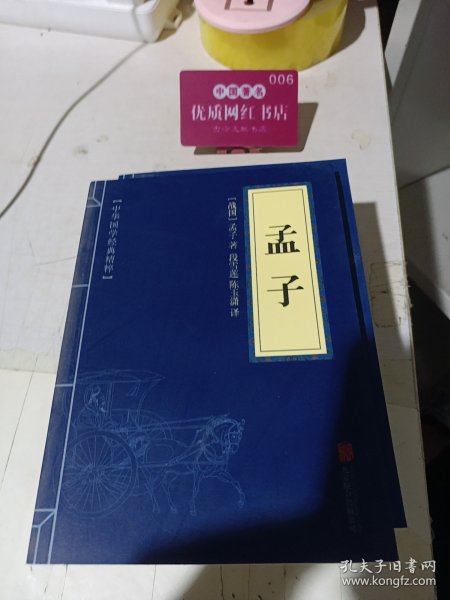 006
中国著名
优质网红书店
孟子
[战国]孟子 著 段雪莲 陈玉潇 译
【中华国学经典精粹】
孔夫子旧书网
www.kongfz.com